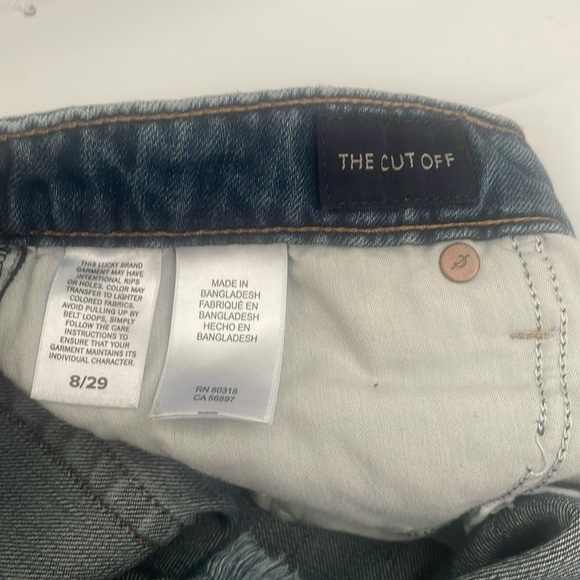 THE CUT OFF
THIS LUCKY BRAND
GARMENT MAY HAVE
INTENTIONAL RIPS
OR HOLES. COLOR MAY
TRANSFER TO LIGHTER
COLORED FABRICS.
AVOID PULLING UP BY
BELT LOOPS, SIMPLY
FOLLOW THE CARE
INSTRUCTIONS TO
ENSURE THAT YOUR
GARMENT MAINTAINS ITS
INDIVIDUAL CHARACTER.
8/29
MADE IN
BANGLADESH
FABRIQUÉ EN
BANGLADESH
HECHO EN
BANGLADESH
RN 80318
CA 56897